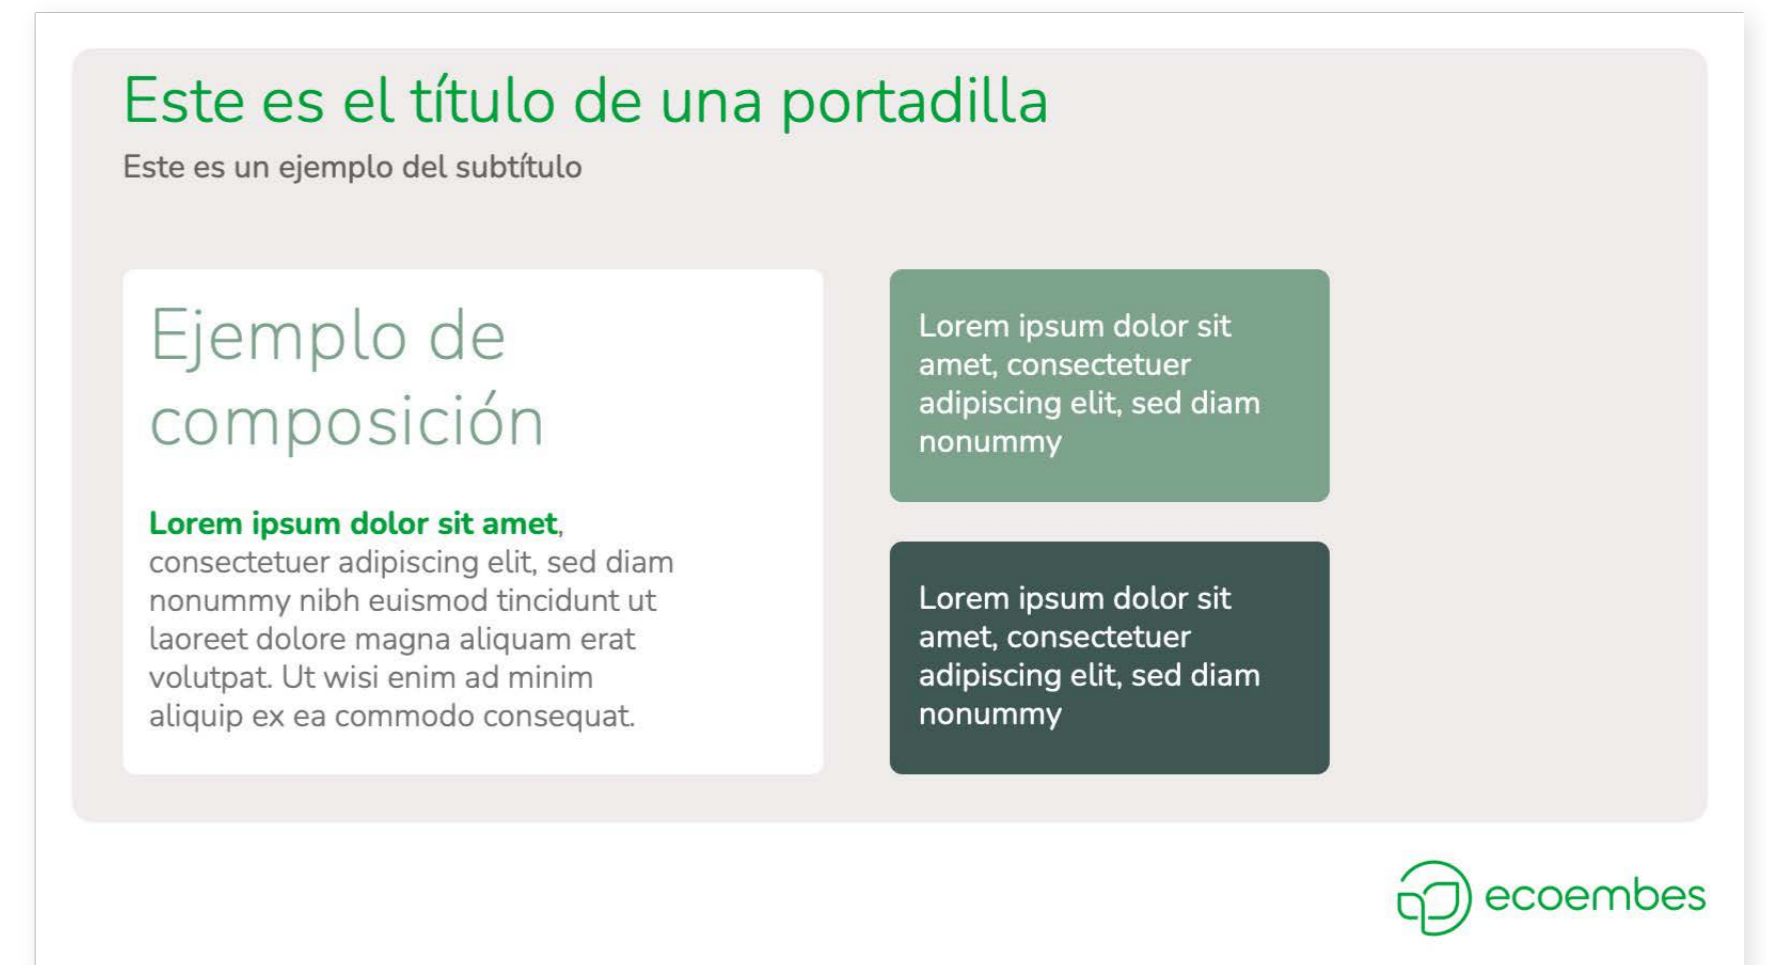 Este es el título de una portadilla
Este es un ejemplo del subtítulo
Ejemplo de
composición
Lorem ipsum dolor sit amet,
consectetuer adipiscing elit, sed diam
nonummy nibh euismod tincidunt ut
laoreet dolore magna aliquam erat
volutpat. Ut wisi enim ad minim
aliquip ex ea commodo consequat.
Lorem ipsum dolor sit
amet, consectetuer
adipiscing elit, sed diam
nonummy
Lorem ipsum dolor sit
amet, consectetuer
adipiscing elit, sed diam
nonummy
ecoembes